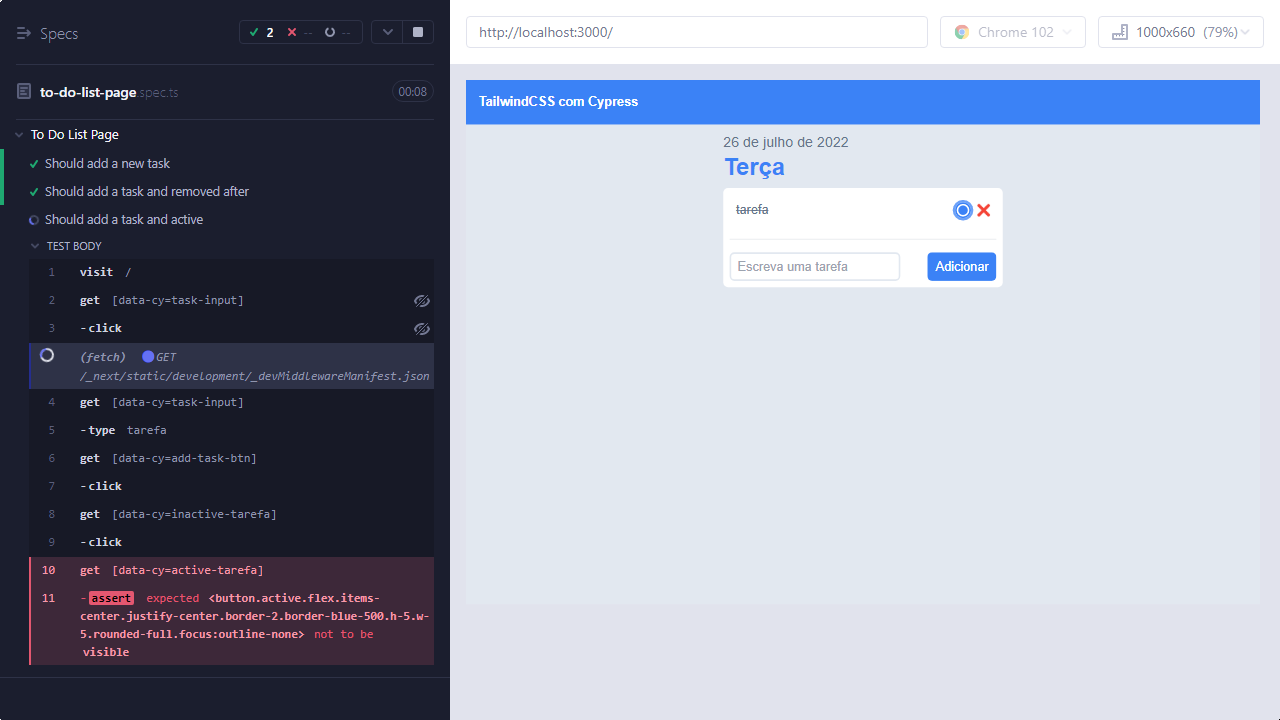 Specs
2
--
--
to-do-list-page.spec.ts
00:08
To Do List Page
Should add a new task
Should add a task and removed after
Should add a task and active
TEST BODY
1 visit /
2 get [data-cy=task-input]
3 -click
(fetch) GET
/_next/static/development/_devMiddlewareManifest.json
4 get [data-cy=task-input]
5 -type tarefa
6 get [data-cy=add-task-btn]
7 -click
8 get [data-cy=inactive-tarefa]
9 -click
10 get [data-cy=active-tarefa]
11 -assert expected <button.active.flex.items-
center.justify-center.border-2.border-blue-500.h-5.w-
5.rounded-full.focus:outline-none> not to be
visible
http://localhost:3000/
Chrome 102
1000x660 (79%)
TailwindCSS com Cypress
26 de julho de 2022
Terça
tarefa
Escreva uma tarefa
Adicionar